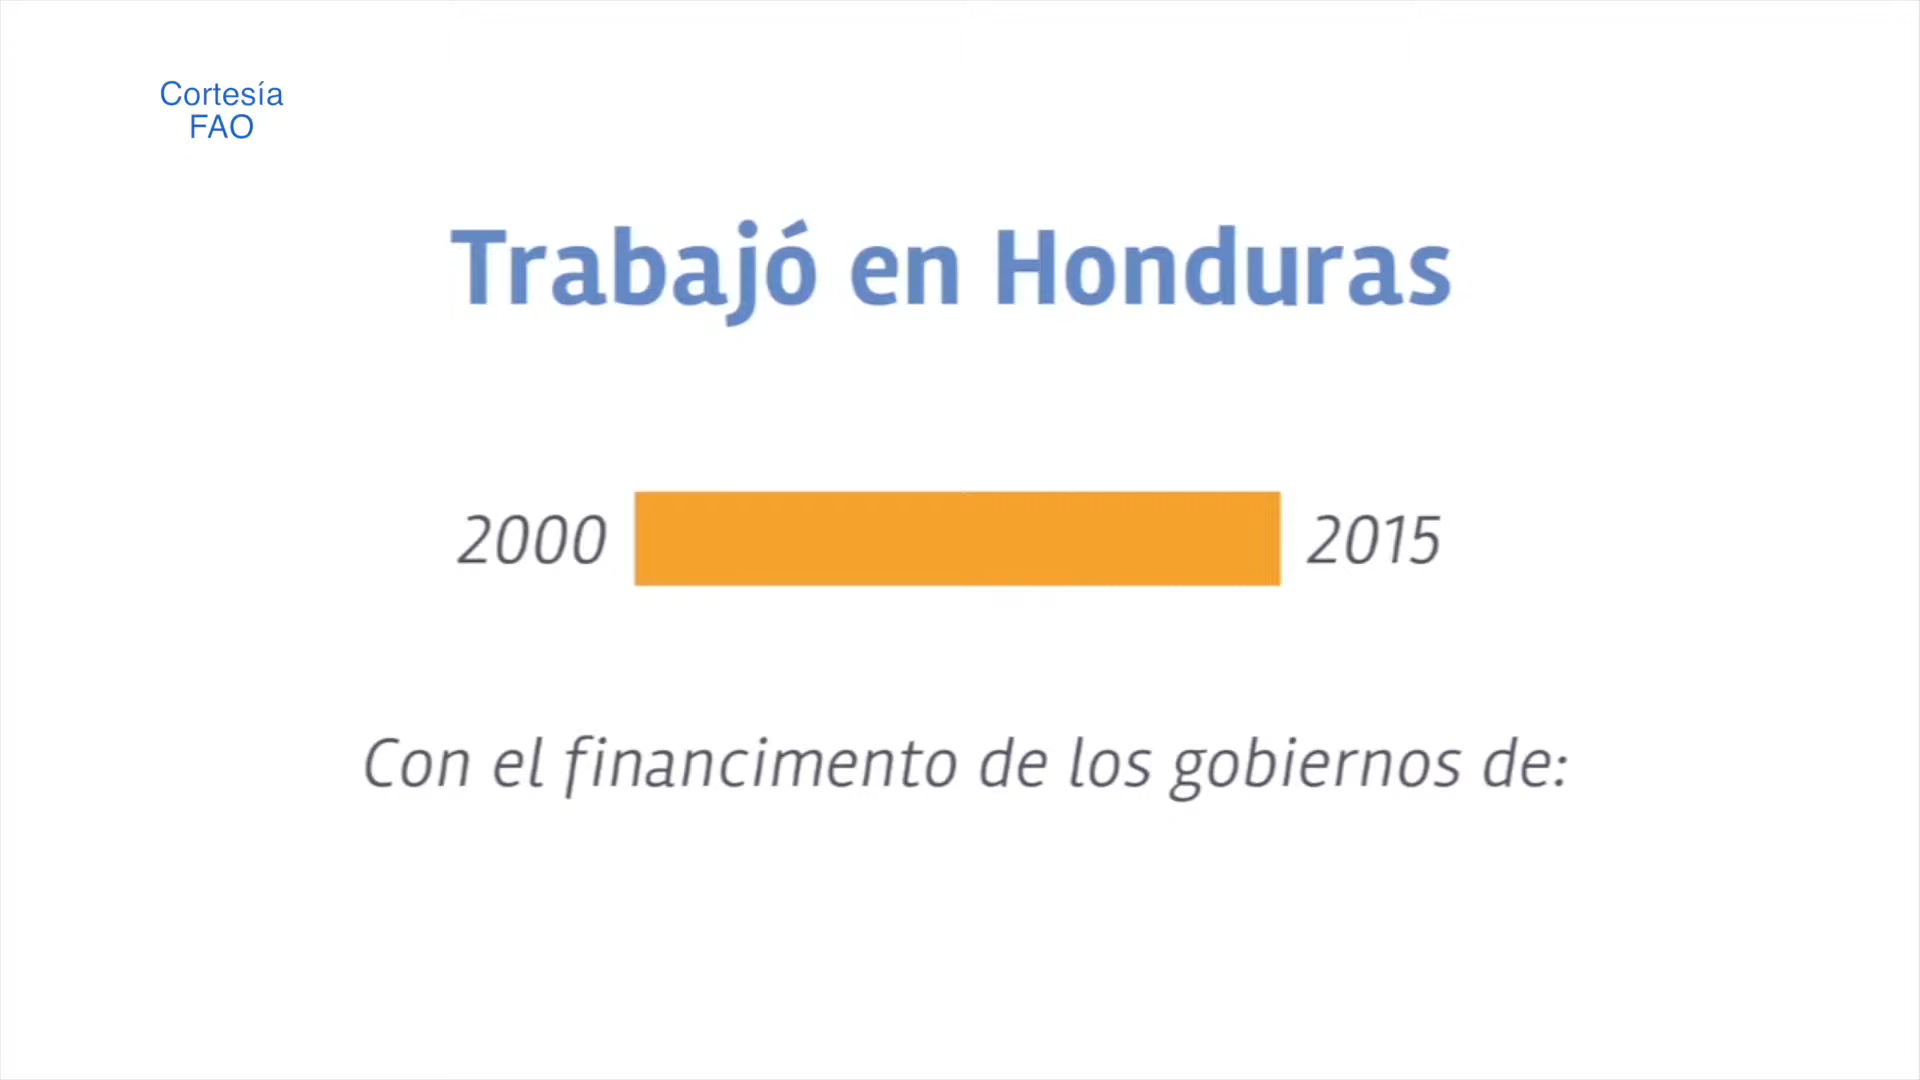 Cortesía
FAO
Trabajó en Honduras
2000 2015
Con el financimento de los gobiernos de: